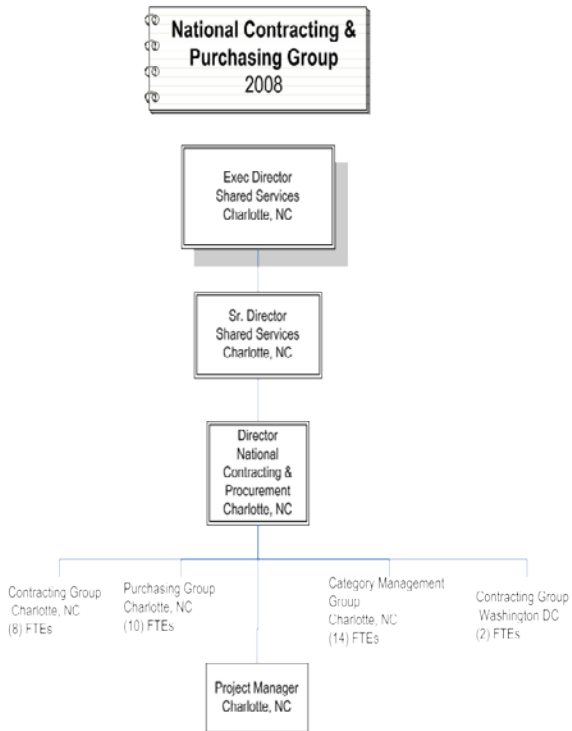 National Contracting &
Purchasing Group
2008
Exec Director
Shared Services
Charlotte, NC
Sr. Director
Shared Services
Charlotte, NC
Director
National
Contracting &
Procurement
Charlotte, NC
Contracting Group
Charlotte, NC
(8) FTEs
Purchasing Group
Charlotte, NC
(10) FTEs
Category Management
Group
Charlotte, NC
(14) FTEs
Contracting Group
Washington DC
(2) FTEs
Project Manager
Charlotte, NC